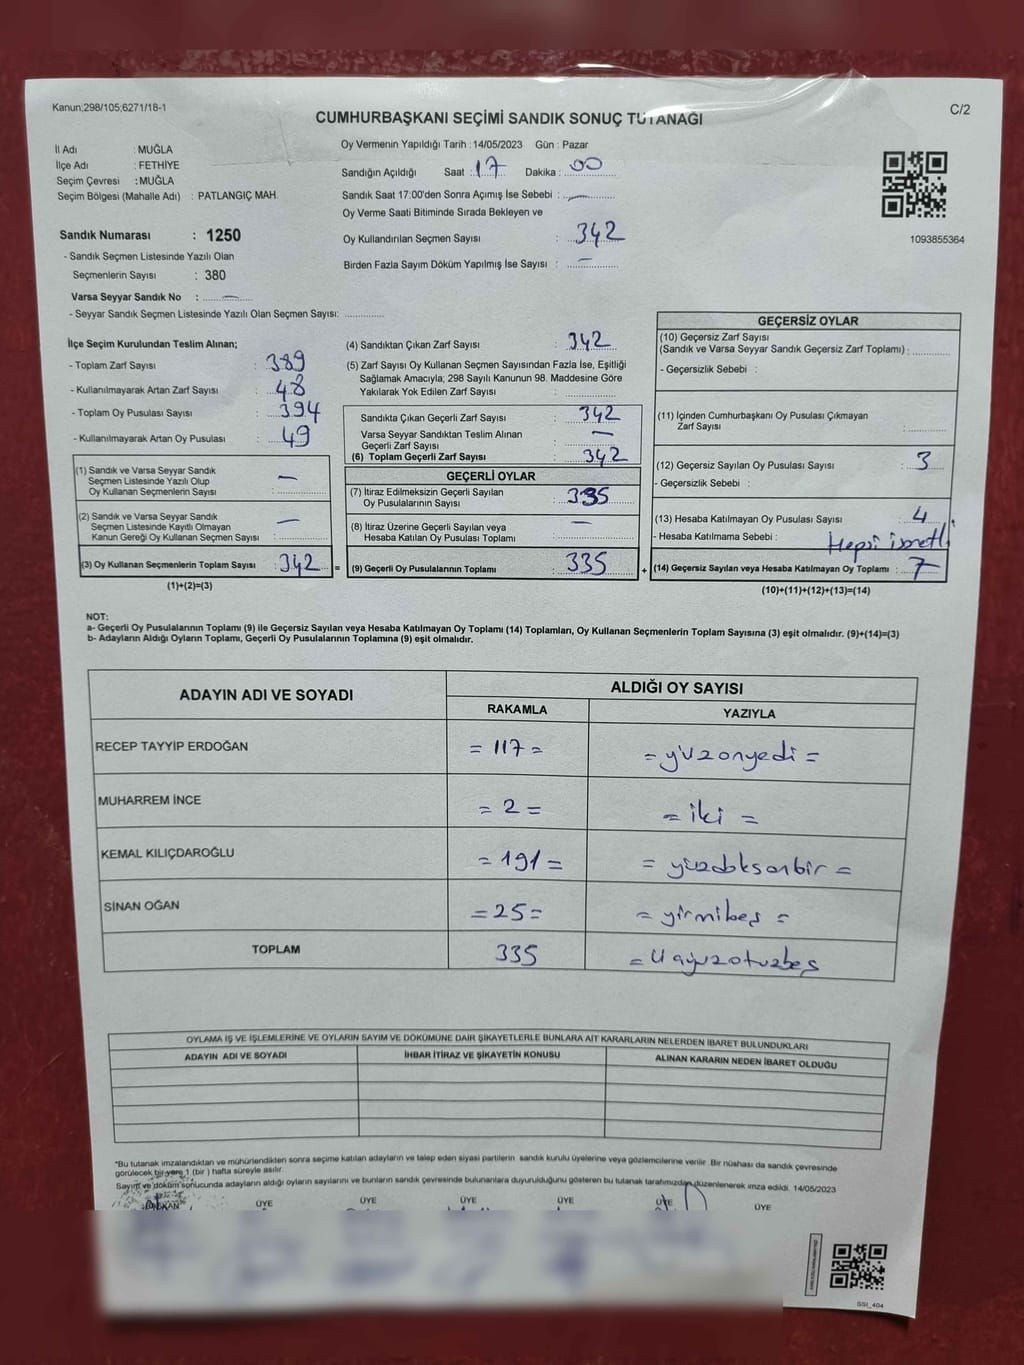 Kanun;298/105;6271/18-1
C/2
CUMHURBAŞKANI SEÇİMİ SANDIK SONUÇ TUTANAĞI
İl Adı : MUĞLA
İlçe Adı : FETHİYE
Seçim Çevresi : MUĞLA
Seçim Bölgesi (Mahalle Adı) : PATLANGIÇ MAH.
Sandık Numarası : 1250
- Sandık Seçmen Listesinde Yazılı Olan
Seçmenlerin Sayısı : 380
Varsa Seyyar Sandık No : —
- Seyyar Sandık Seçmen Listesinde Yazılı Olan Seçmen Sayısı:
Oy Vermenin Yapıldığı Tarih : 14/05/2023 Gün : Pazar
Sandığın Açıldığı Saat : 17 Dakika : 00
Sandık Saat 17:00'den Sonra Açımış İse Sebebi : —
Oy Verme Saati Bitiminde Sırada Bekleyen ve
Oy Kullandırılan Seçmen Sayısı : 342
Birden Fazla Sayım Döküm Yapılmış İse Sayısı : —
1093855364
İlçe Seçim Kurulundan Teslim Alınan;
- Toplam Zarf Sayısı : 389
- Kullanılmayarak Artan Zarf Sayısı : 48
- Toplam Oy Pusulası Sayısı : 394
- Kullanılmayarak Artan Oy Pusulası : 49
(1) Sandık ve Varsa Seyyar Sandık
Seçmen Listesinde Yazılı Olup
Oy Kullanan Seçmenlerin Sayısı : —
(2) Sandık ve Varsa Seyyar Sandık
Seçmen Listesinde Kayıtlı Olmayan
Kanun Gereği Oy Kullanan Seçmen Sayısı : —
(3) Oy Kullanan Seçmenlerin Toplam Sayısı : 342 =
(1)+(2)=(3)
(4) Sandıktan Çıkan Zarf Sayısı : 342
(5) Zarf Sayısı Oy Kullanan Seçmen Sayısından Fazla İse, Eşitliği
Sağlamak Amacıyla; 298 Sayılı Kanunun 98. Maddesine Göre
Yakılarak Yok Edilen Zarf Sayısı :
Sandıkta Çıkan Geçerli Zarf Sayısı : 342
Varsa Seyyar Sandıktan Teslim Alınan
Geçerli Zarf Sayısı : —
(6) Toplam Geçerli Zarf Sayısı : 342
GEÇERLİ OYLAR
(7) İtiraz Edilmeksizin Geçerli Sayılan
Oy Pusulalarının Sayısı : 335
(8) İtiraz Üzerine Geçerli Sayılan veya
Hesaba Katılan Oy Pusulaları Toplamı : —
(9) Geçerli Oy Pusulalarının Toplamı : 335 +
GEÇERSİZ OYLAR
(10) Geçersiz Zarf Sayısı
(Sandık ve Varsa Seyyar Sandık Geçersiz Zarf Toplamı) :
- Geçersizlik Sebebi :
(11) İçinden Cumhurbaşkanı Oy Pusulası Çıkmayan
Zarf Sayısı :
(12) Geçersiz Sayılan Oy Pusulası Sayısı : 3
- Geçersizlik Sebebi :
(13) Hesaba Katılmayan Oy Pusulası Sayısı : 4
- Hesaba Katılmama Sebebi : Hepsi isaretli
(14) Geçersiz Sayılan veya Hesaba Katılmayan Oy Toplamı : 7
(10)+(11)+(12)+(13)=(14)
NOT:
a- Geçerli Oy Pusulalarının Toplamı (9) ile Geçersiz Sayılan veya Hesaba Katılmayan Oy Toplamı (14) Toplamları, Oy Kullanan Seçmenlerin Toplam Sayısına (3) eşit olmalıdır. (9)+(14)=(3)
b- Adayların Aldığı Oyların Toplamı, Geçerli Oy Pusulalarının Toplamına (9) eşit olmalıdır.
ADAYIN ADI VE SOYADI ALDIĞI OY SAYISI
RAKAMLA YAZIYLA
RECEP TAYYİP ERDOĞAN = 117 = = yüzonyedi =
MUHARREM İNCE = 2 = = iki =
KEMAL KILIÇDAROĞLU = 191 = = yüzdoksanbir =
SİNAN OĞAN = 25 = = yirmibeş =
TOPLAM 335 = üçyüzotuzbeş
OYLAMA İŞ VE İŞLEMLERİNE VE OYLARIN SAYIM VE DÖKÜMÜNE DAİR ŞİKAYETLERLE BUNLARA AİT KARARLARIN NELERDEN İBARET BULUNDUKLARI
ADAYIN ADI VE SOYADI İHBAR İTİRAZ VE ŞİKAYETİN KONUSU ALINAN KARARIN NEDEN İBARET OLDUĞU
*Bu tutanak imzalandıktan ve mühürlendikten sonra seçime katılan adayların ve talep eden siyasi partilerin sandık kurulu üyelerine veya gözlemcilerine verilir. Bir nüshası da sandık çevresinde
görülecek bir yere 1 (bir) hafta süreyle asılır.
Sayım ve döküm sonucunda adayların aldığı oyların sayılarını ve bunların sandık çevresinde bulunanlara duyurulduğunu gösteren bu tutanak tarafımızdan düzenlenerek imza edildi. 14/05/2023
BAŞKAN ÜYE ÜYE ÜYE ÜYE ÜYE ÜYE
SSI_404